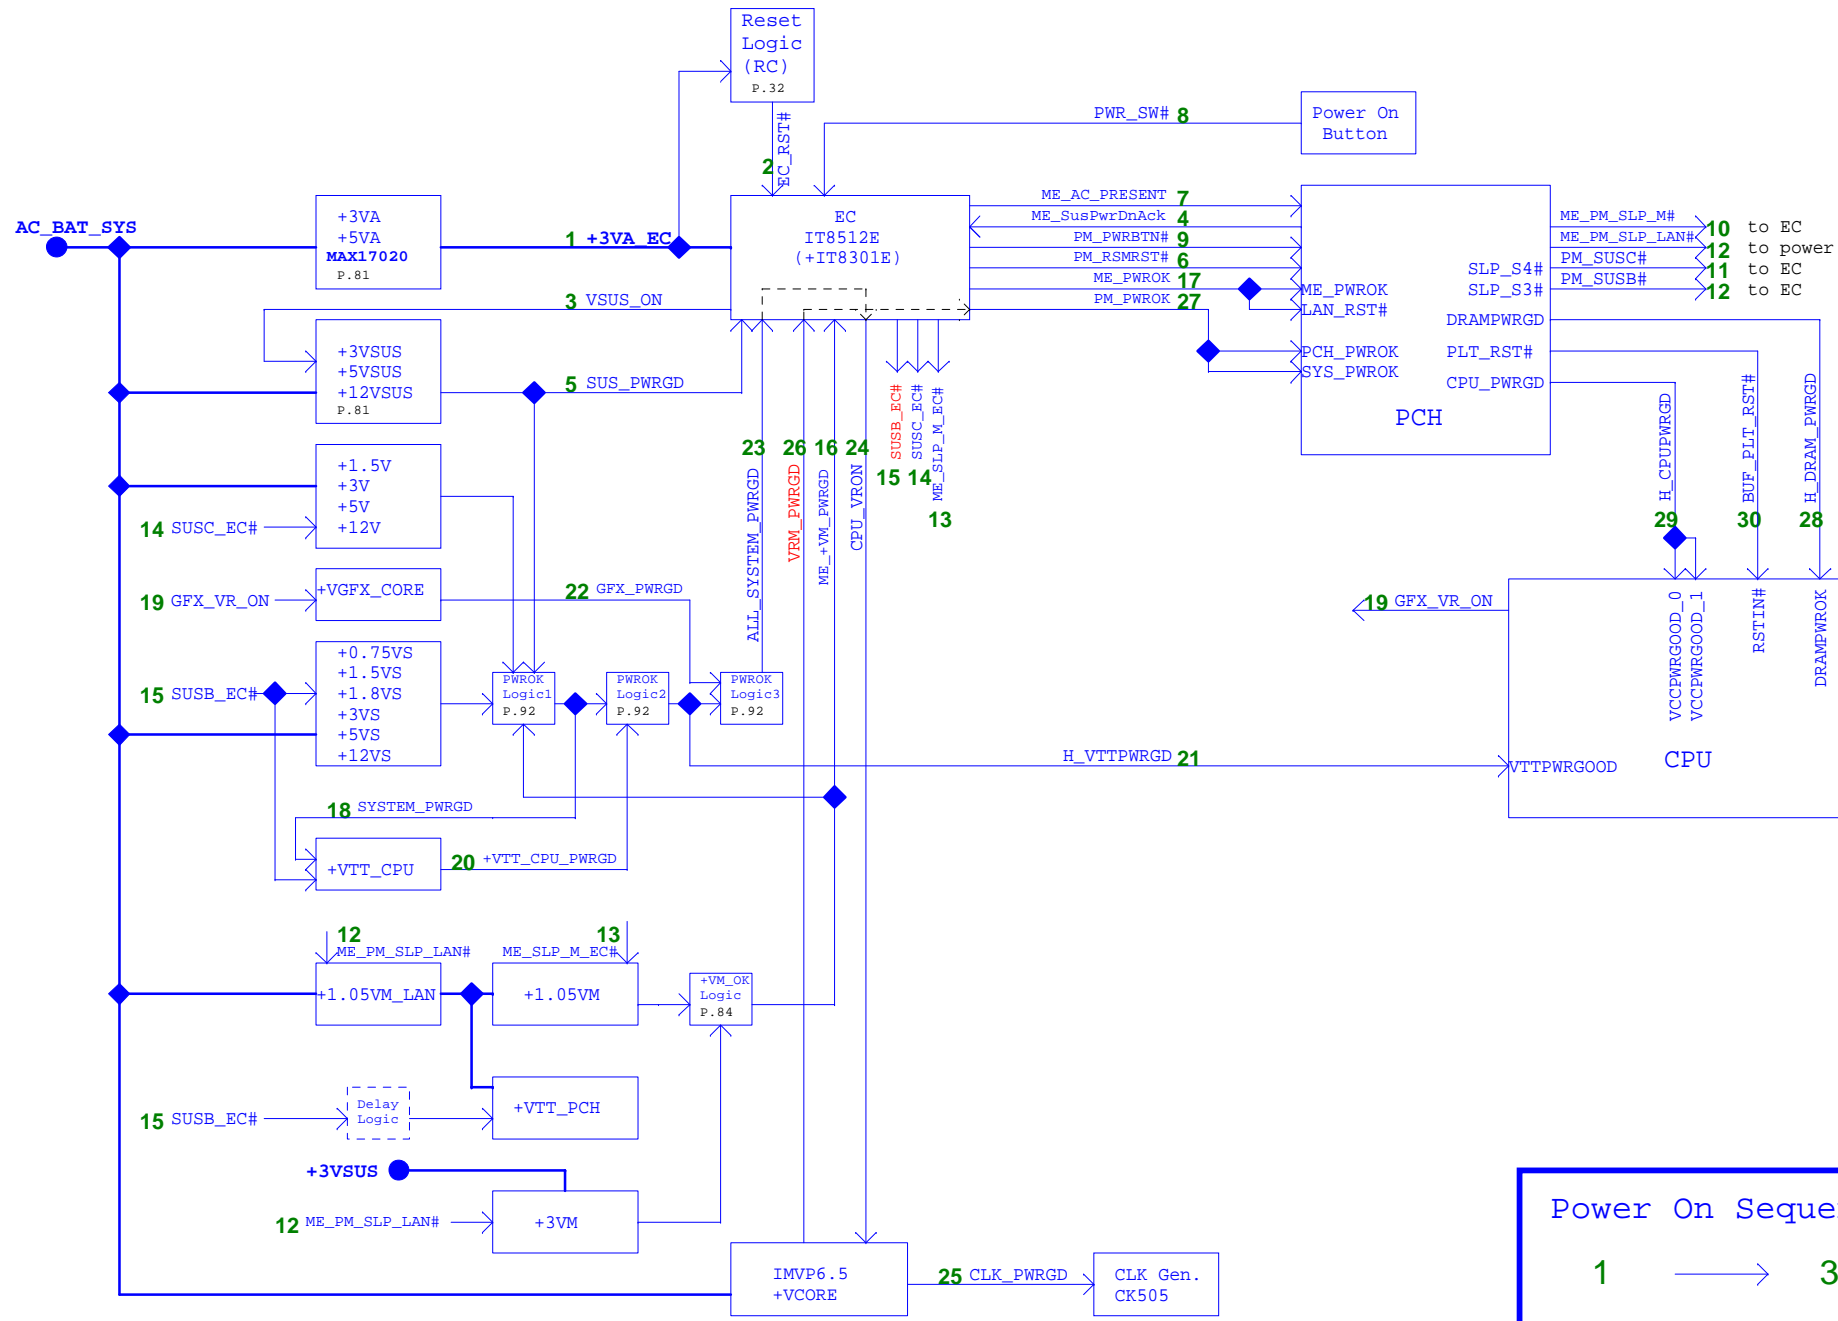 Reset
Logic
(RC)
P.32
EC_RST#
2
PWR_SW# 8
Power On
Button
AC_BAT_SYS
+3VA
+5VA
MAX17020
P.81
1 +3VA_EC
EC
IT8512E
(+IT8301E)
ME_AC_PRESENT 7
ME_SusPwrDnAck 4
PM_PWRBTN# 9
PM_RSMRST# 6
ME_PWROK 17
PM_PWROK 27
ME_PWROK
LAN_RST#
PCH_PWROK
SYS_PWROK
SLP_S4#
SLP_S3#
DRAMPWRGD
PLT_RST#
CPU_PWRGD
PCH
ME_PM_SLP_M# 10 to EC
ME_PM_SLP_LAN# 12 to power
PM_SUSC# 11 to EC
PM_SUSB# 12 to EC
3 VSUS_ON
+3VSUS
+5VSUS
+12VSUS
P.81
5 SUS_PWRGD
23
ALL_SYSTEM_PWRGD
26
VRM_PWRGD
16
ME_+VM_PWRGD
24
CPU_VRON
SUSB_EC#
15
SUSC_EC#
14
ME_SLP_M_EC#
13
H_CPUPWRGD
29
BUF_PLT_RST#
30
H_DRAM_PWRGD
28
+1.5V
+3V
+5V
+12V
14 SUSC_EC#
19 GFX_VR_ON
+VGFX_CORE
22 GFX_PWRGD
19 GFX_VR_ON
VCCPWRGOOD_0
VCCPWRGOOD_1
RSTIN#
DRAMPWROK
CPU
VTTPWRGOOD
15 SUSB_EC#
+0.75VS
+1.5VS
+1.8VS
+3VS
+5VS
+12VS
PWROK
Logic1
P.92
PWROK
Logic2
P.92
PWROK
Logic3
P.92
H_VTTPWRGD 21
18 SYSTEM_PWRGD
+VTT_CPU
20 +VTT_CPU_PWRGD
12
ME_PM_SLP_LAN#
13
ME_SLP_M_EC#
+1.05VM_LAN
+1.05VM
+VM_OK
Logic
P.84
15 SUSB_EC#
Delay
Logic
+VTT_PCH
+3VSUS
12 ME_PM_SLP_LAN#
+3VM
IMVP6.5
+VCORE
25 CLK_PWRGD
CLK Gen.
CK505
Power On Seque
1 3